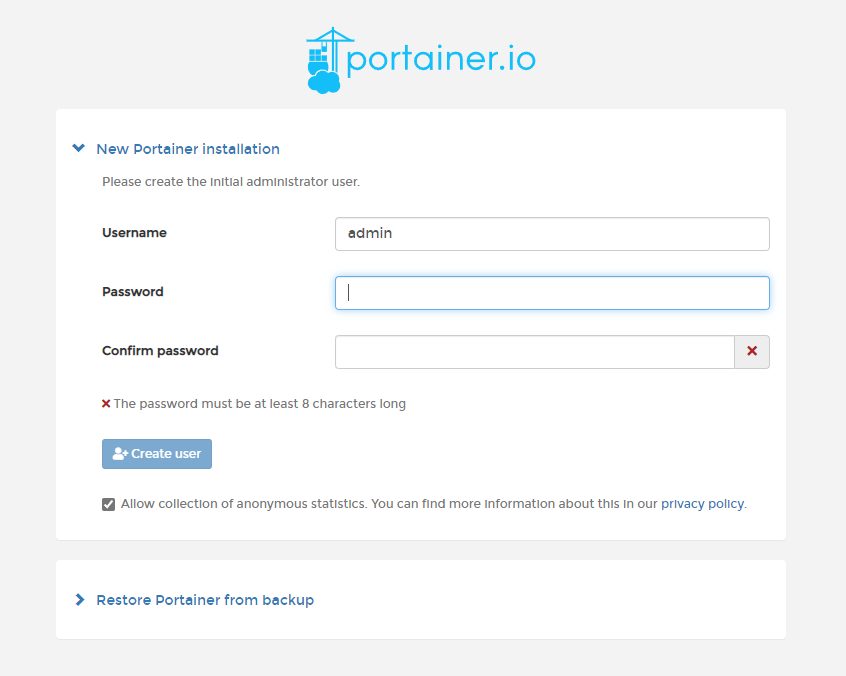 portainer.io
New Portainer installation
Please create the initial administrator user.
Username
admin
Password
Confirm password
The password must be at least 8 characters long
Create user
Allow collection of anonymous statistics. You can find more information about this in our privacy policy.
Restore Portainer from backup